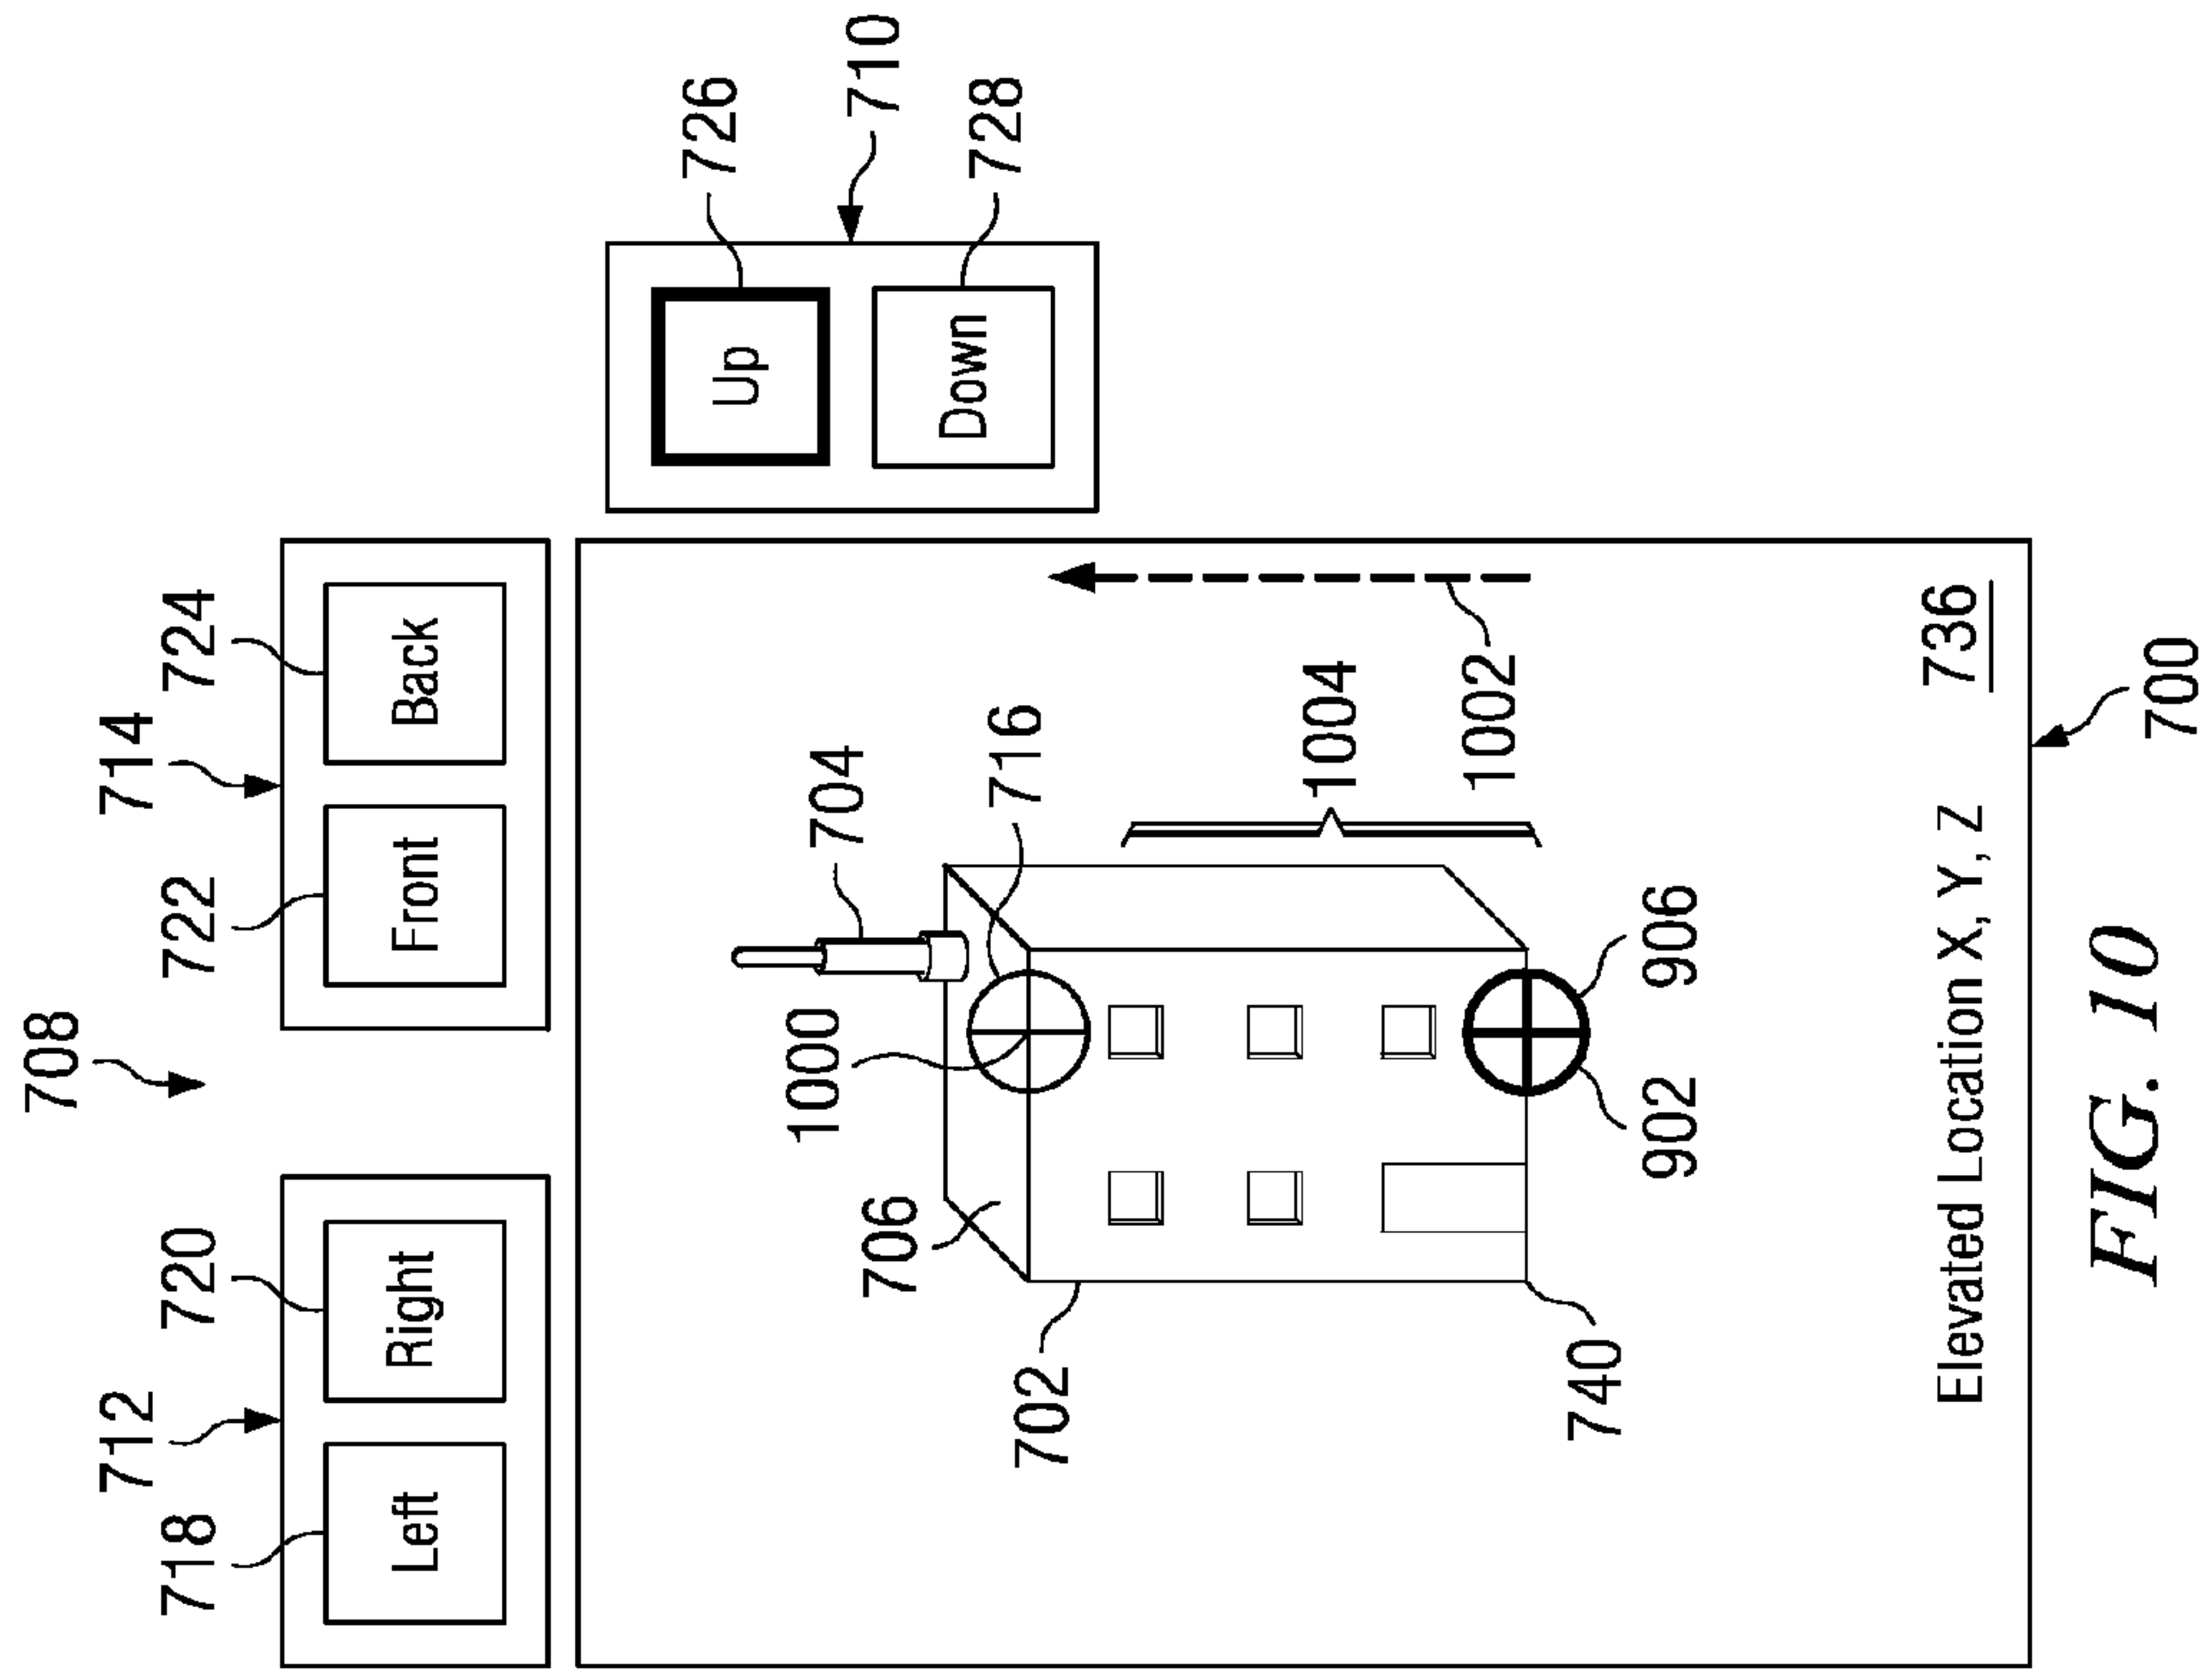 708
712
714
718
720
722
724
Left
Right
Front
Back
710
726
Up
728
Down
704
1000
716
706
702
1004
1002
740
902
906
Elevated Location X, Y, Z
736
700
FIG. 10